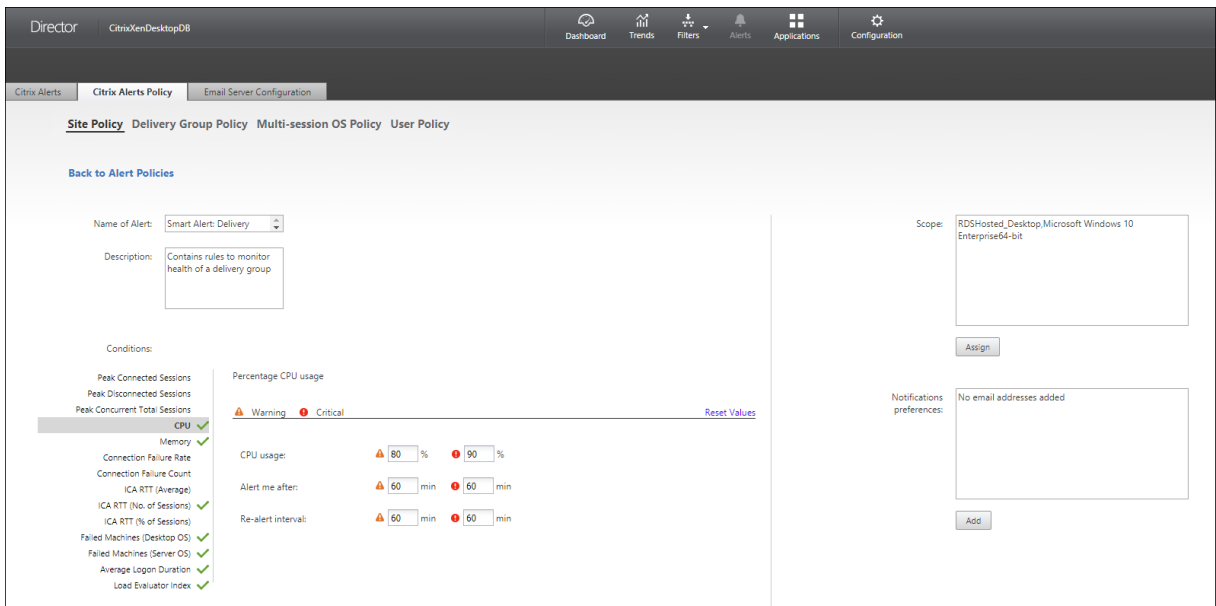 Director CitrixXenDesktopDB Dashboard Trends Filters Alerts Applications Configuration
Citrix Alerts Citrix Alerts Policy Email Server Configuration
Site Policy Delivery Group Policy Multi-session OS Policy User Policy
Back to Alert Policies
Name of Alert: Smart Alert: Delivery
Description: Contains rules to monitor
health of a delivery group
Conditions:
Peak Connected Sessions
Peak Disconnected Sessions
Peak Concurrent Total Sessions
CPU
Memory
Connection Failure Rate
Connection Failure Count
ICA RTT (Average)
ICA RTT (No. of Sessions)
ICA RTT (% of Sessions)
Failed Machines (Desktop OS)
Failed Machines (Server OS)
Average Logon Duration
Load Evaluator Index
Percentage CPU usage
Warning Critical Reset Values
CPU usage: 80 % 90 %
Alert me after: 60 min 60 min
Re-alert interval: 60 min 60 min
Scope: RDSHosted_Desktop,Microsoft Windows 10
Enterprise64-bit
Assign
Notifications
preferences:
No email addresses added
Add